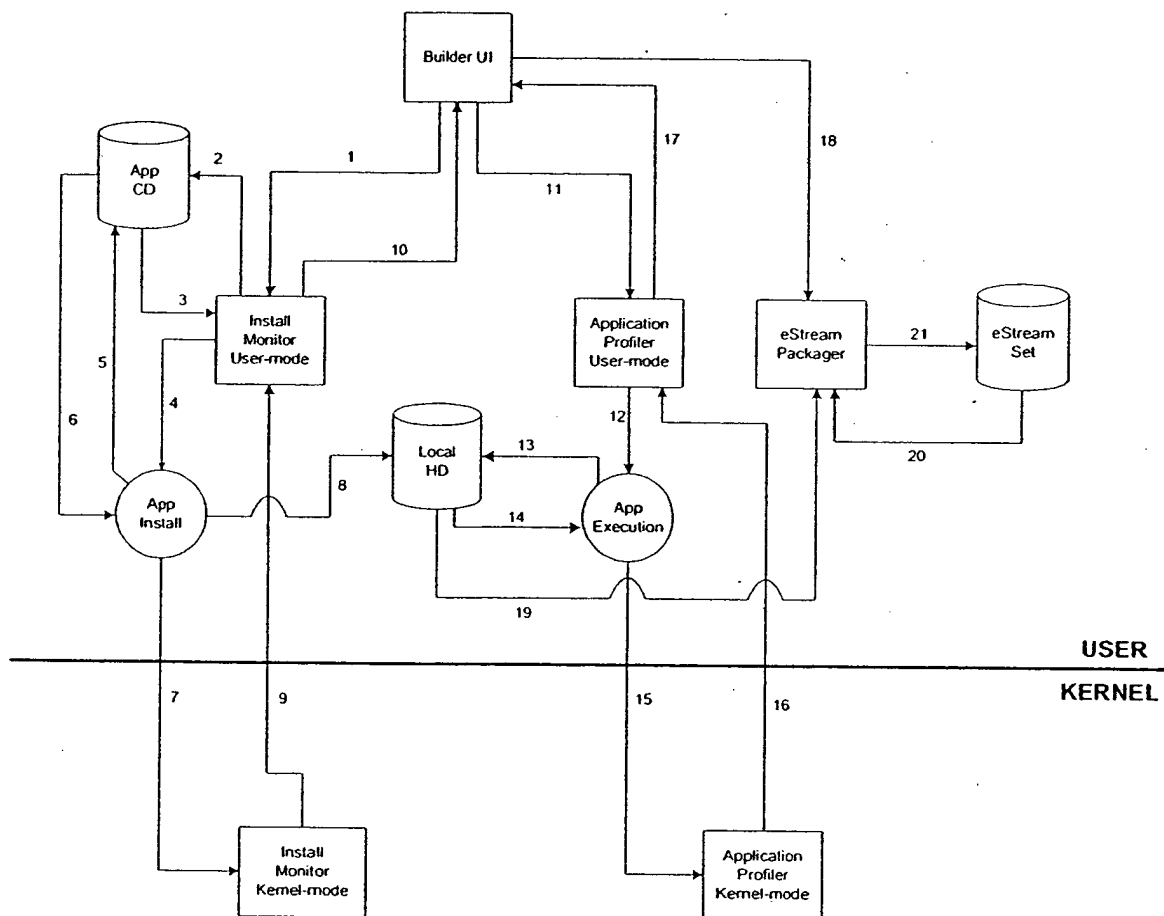 Builder UI
17
18
App
CD
2
1
11
10
3
Install
Monitor
User-mode
Application
Profiler
User-mode
eStream
Packager
21
eStream
Set
5
4
6
12
20
Local
HD
13
8
14
App
Install
App
Execution
19
USER
KERNEL
7
9
15
16
Install
Monitor
Kernel-mode
Application
Profiler
Kernel-mode